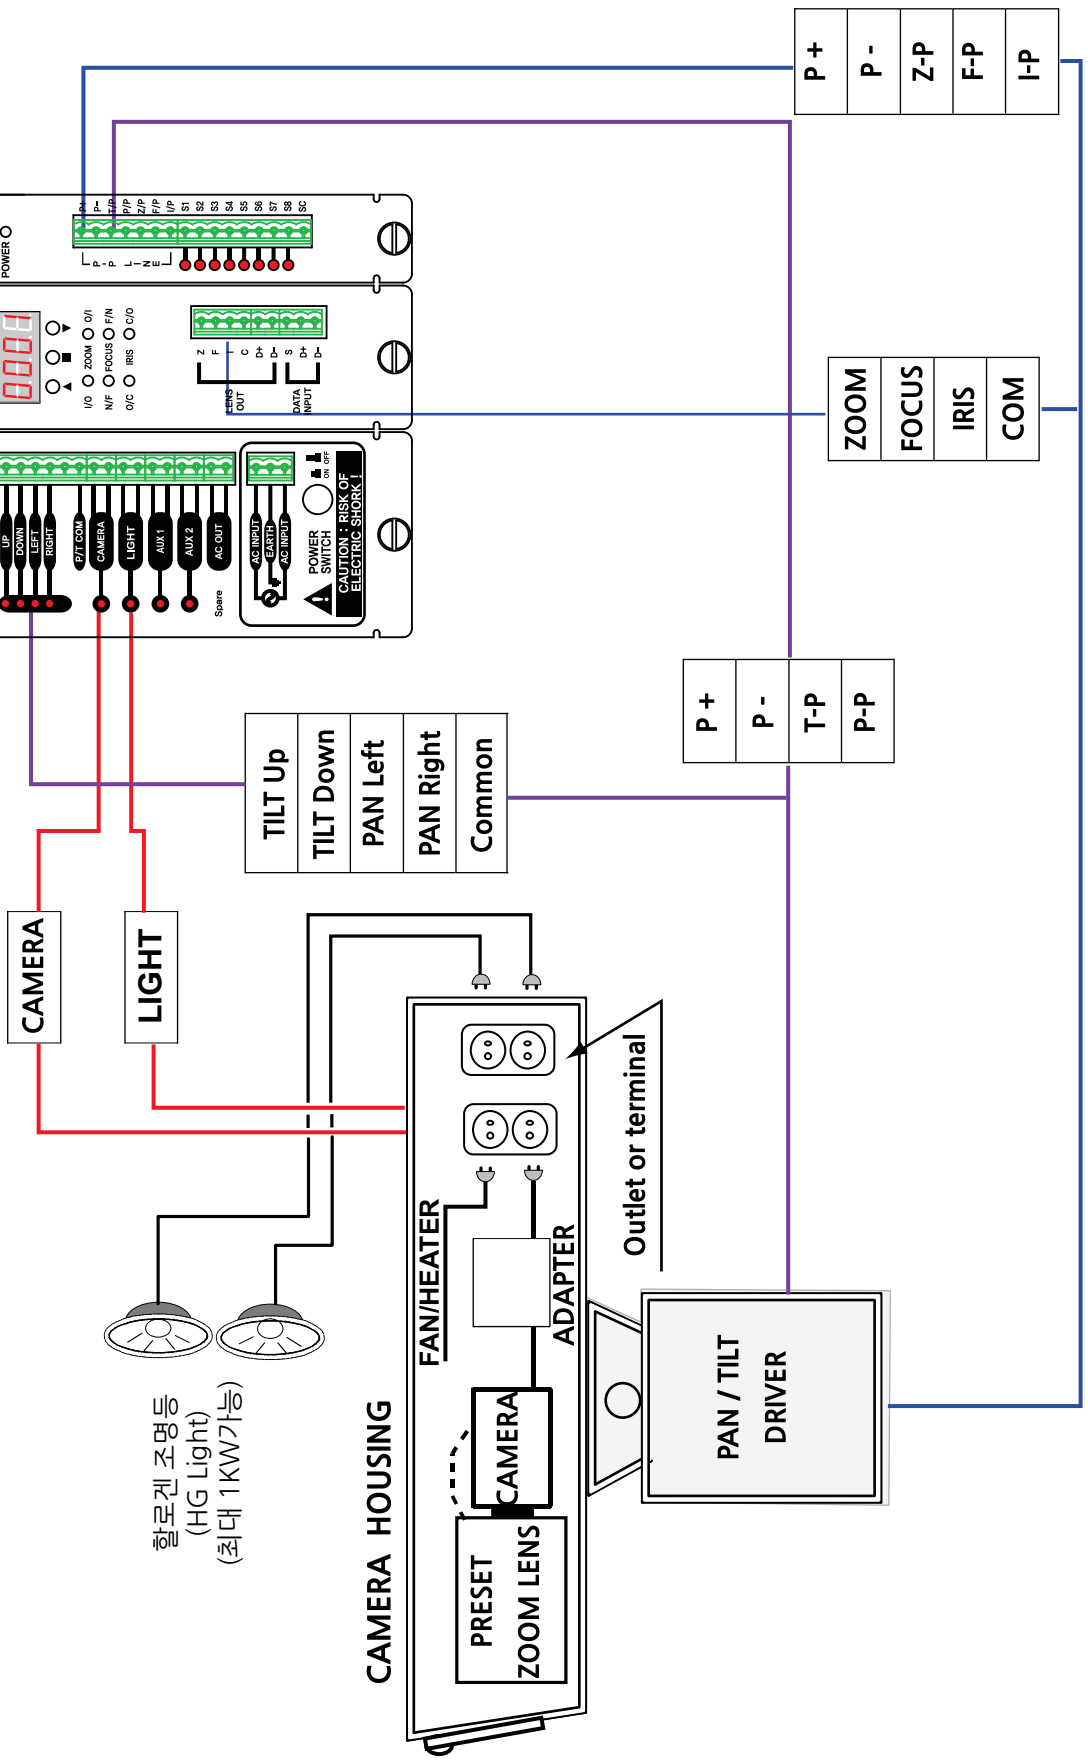 P +
P -
Z-P
F-P
I-P
POWER
P+
P-
T/P
P/P
Z/P
F/P
I/P
S1
S2
S3
S4
S5
S6
S7
S8
SC
P - P L I N E
I/O ZOOM O/I
N/F FOCUS F/N
O/C IRIS C/O
Z
F
I
C
D+
D-
S
D+
D-
LENS
OUT
DATA
INPUT
ZOOM
FOCUS
IRIS
COM
UP
DOWN
LEFT
RIGHT
P/T COM
CAMERA
LIGHT
AUX 1
AUX 2
AC OUT
Spare
AC INPUT
EARTH
AC INPUT
ON OFF
POWER
SWITCH
CAUTION : RISK OF
ELECTRIC SHORK !
P +
P -
T-P
P-P
TILT Up
TILT Down
PAN Left
PAN Right
Common
CAMERA
LIGHT
할로겐 조명등
(HG Light)
(최대 1KW가능)
CAMERA HOUSING
FAN/HEATER
ADAPTER
Outlet or terminal
CAMERA
PRESET
ZOOM LENS
PAN / TILT
DRIVER